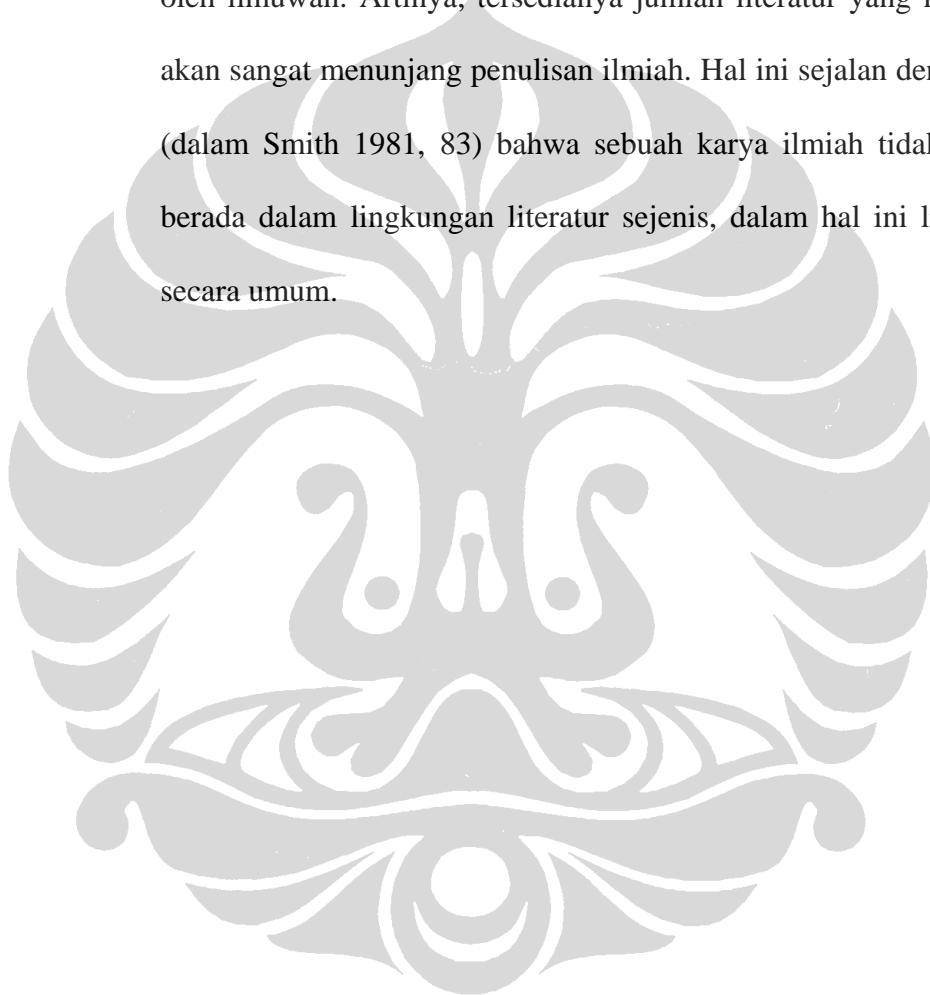 akan sangat menunjang penulisan ilmiah. Hal ini sejalan
(dalam Smith 1981, 83) bahwa sebuah karya ilmiah
berada dalam lingkungan literatur sejenis, dalam hal ini
secara umum.